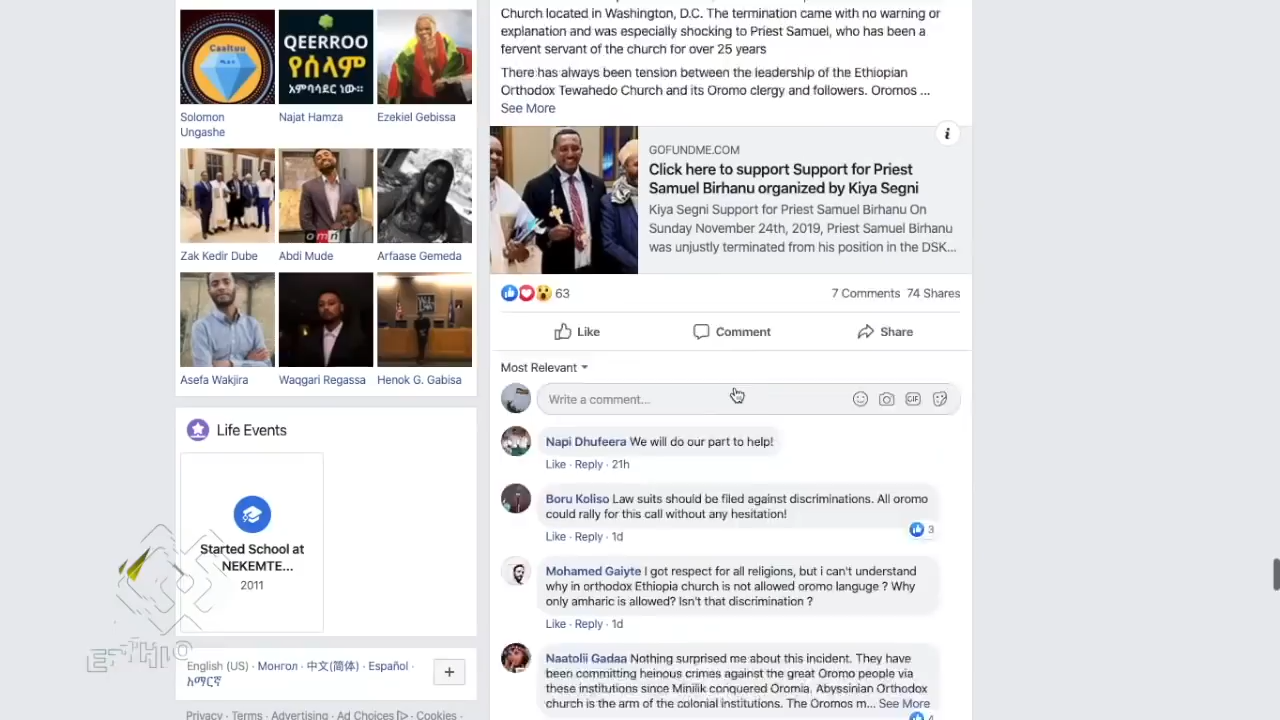 Caaltuu
QEERROO
የሰላም
አምባሳደር ነው።
Solomon
Ungashe
Najat Hamza
Ezekiel Gebissa
omn
Zak Kedir Dube
Abdi Mude
Arfaase Gemeda
Asefa Wakjira
Waqgari Regassa
Henok G. Gabisa
Life Events
Started School at
NEKEMTE...
2011
English (US) · Монгол · 中文(简体) · Español ·
አማርኛ
+
Privacy · Terms · Advertising · Ad Choices · Cookies ·
Church located in Washington, D.C. The termination came with no warning or
explanation and was especially shocking to Priest Samuel, who has been a
fervent servant of the church for over 25 years
There has always been tension between the leadership of the Ethiopian
Orthodox Tewahedo Church and its Oromo clergy and followers. Oromos ...
See More
i
GOFUNDME.COM
Click here to support Support for Priest
Samuel Birhanu organized by Kiya Segni
Kiya Segni Support for Priest Samuel Birhanu On
Sunday November 24th, 2019, Priest Samuel Birhanu
was unjustly terminated from his position in the DSK...
63
7 Comments 74 Shares
Like Comment Share
Most Relevant
Write a comment...
GIF
Napi Dhufeera We will do our part to help!
Like · Reply · 21h
Boru Koliso Law suits should be filed against discriminations. All oromo
could rally for this call without any hesitation!
3
Like · Reply · 1d
Mohamed Gaiyte I got respect for all religions, but i can't understand
why in orthodox Ethiopia church is not allowed oromo languge ? Why
only amharic is allowed? Isn't that discrimination ?
Like · Reply · 1d
Naatolii Gadaa Nothing surprised me about this incident. They have
been committing heinous crimes against the great Oromo people via
these institutions since Minilik conquered Oromia. Abyssinian Orthodox
church is the arm of the colonial institutions. The Oromos m... See More
4